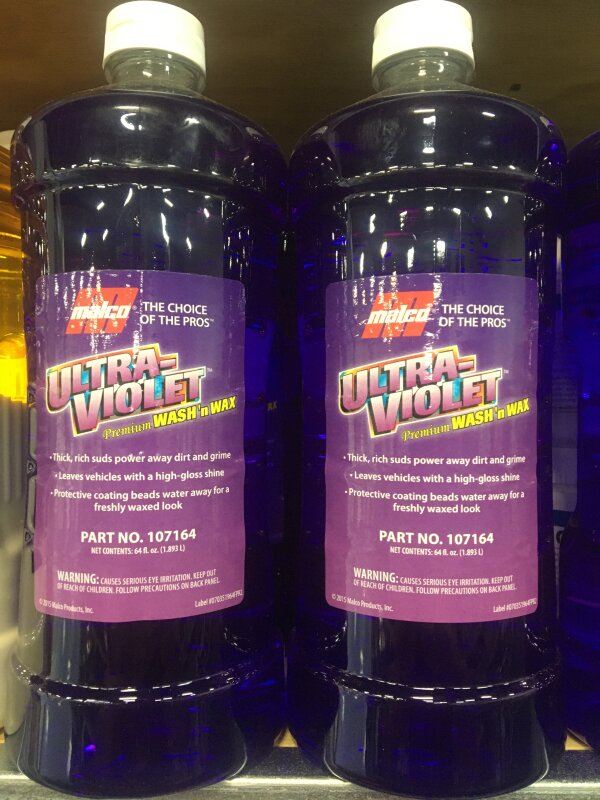 malco THE CHOICE
OF THE PROS™
ULTRA-
VIOLET™
Premium WASH 'n WAX
• Thick, rich suds power away dirt and grime
• Leaves vehicles with a high-gloss shine
• Protective coating beads water away for a
freshly waxed look
PART NO. 107164
NET CONTENTS: 64 fl. oz. (1.893 L)
WARNING: CAUSES SERIOUS EYE IRRITATION. KEEP OUT
OF REACH OF CHILDREN. FOLLOW PRECAUTIONS ON BACK PANEL.
© 2015 Malco Products, Inc.
malco THE CHOICE
OF THE PROS™
ULTRA-
VIOLET™
Premium WASH 'n WAX
• Thick, rich suds power away dirt and grime
• Leaves vehicles with a high-gloss shine
• Protective coating beads water away for a
freshly waxed look
PART NO. 107164
NET CONTENTS: 64 fl. oz. (1.893 L)
WARNING: CAUSES SERIOUS EYE IRRITATION. KEEP OUT
OF REACH OF CHILDREN. FOLLOW PRECAUTIONS ON BACK PANEL.
© 2015 Malco Products, Inc.